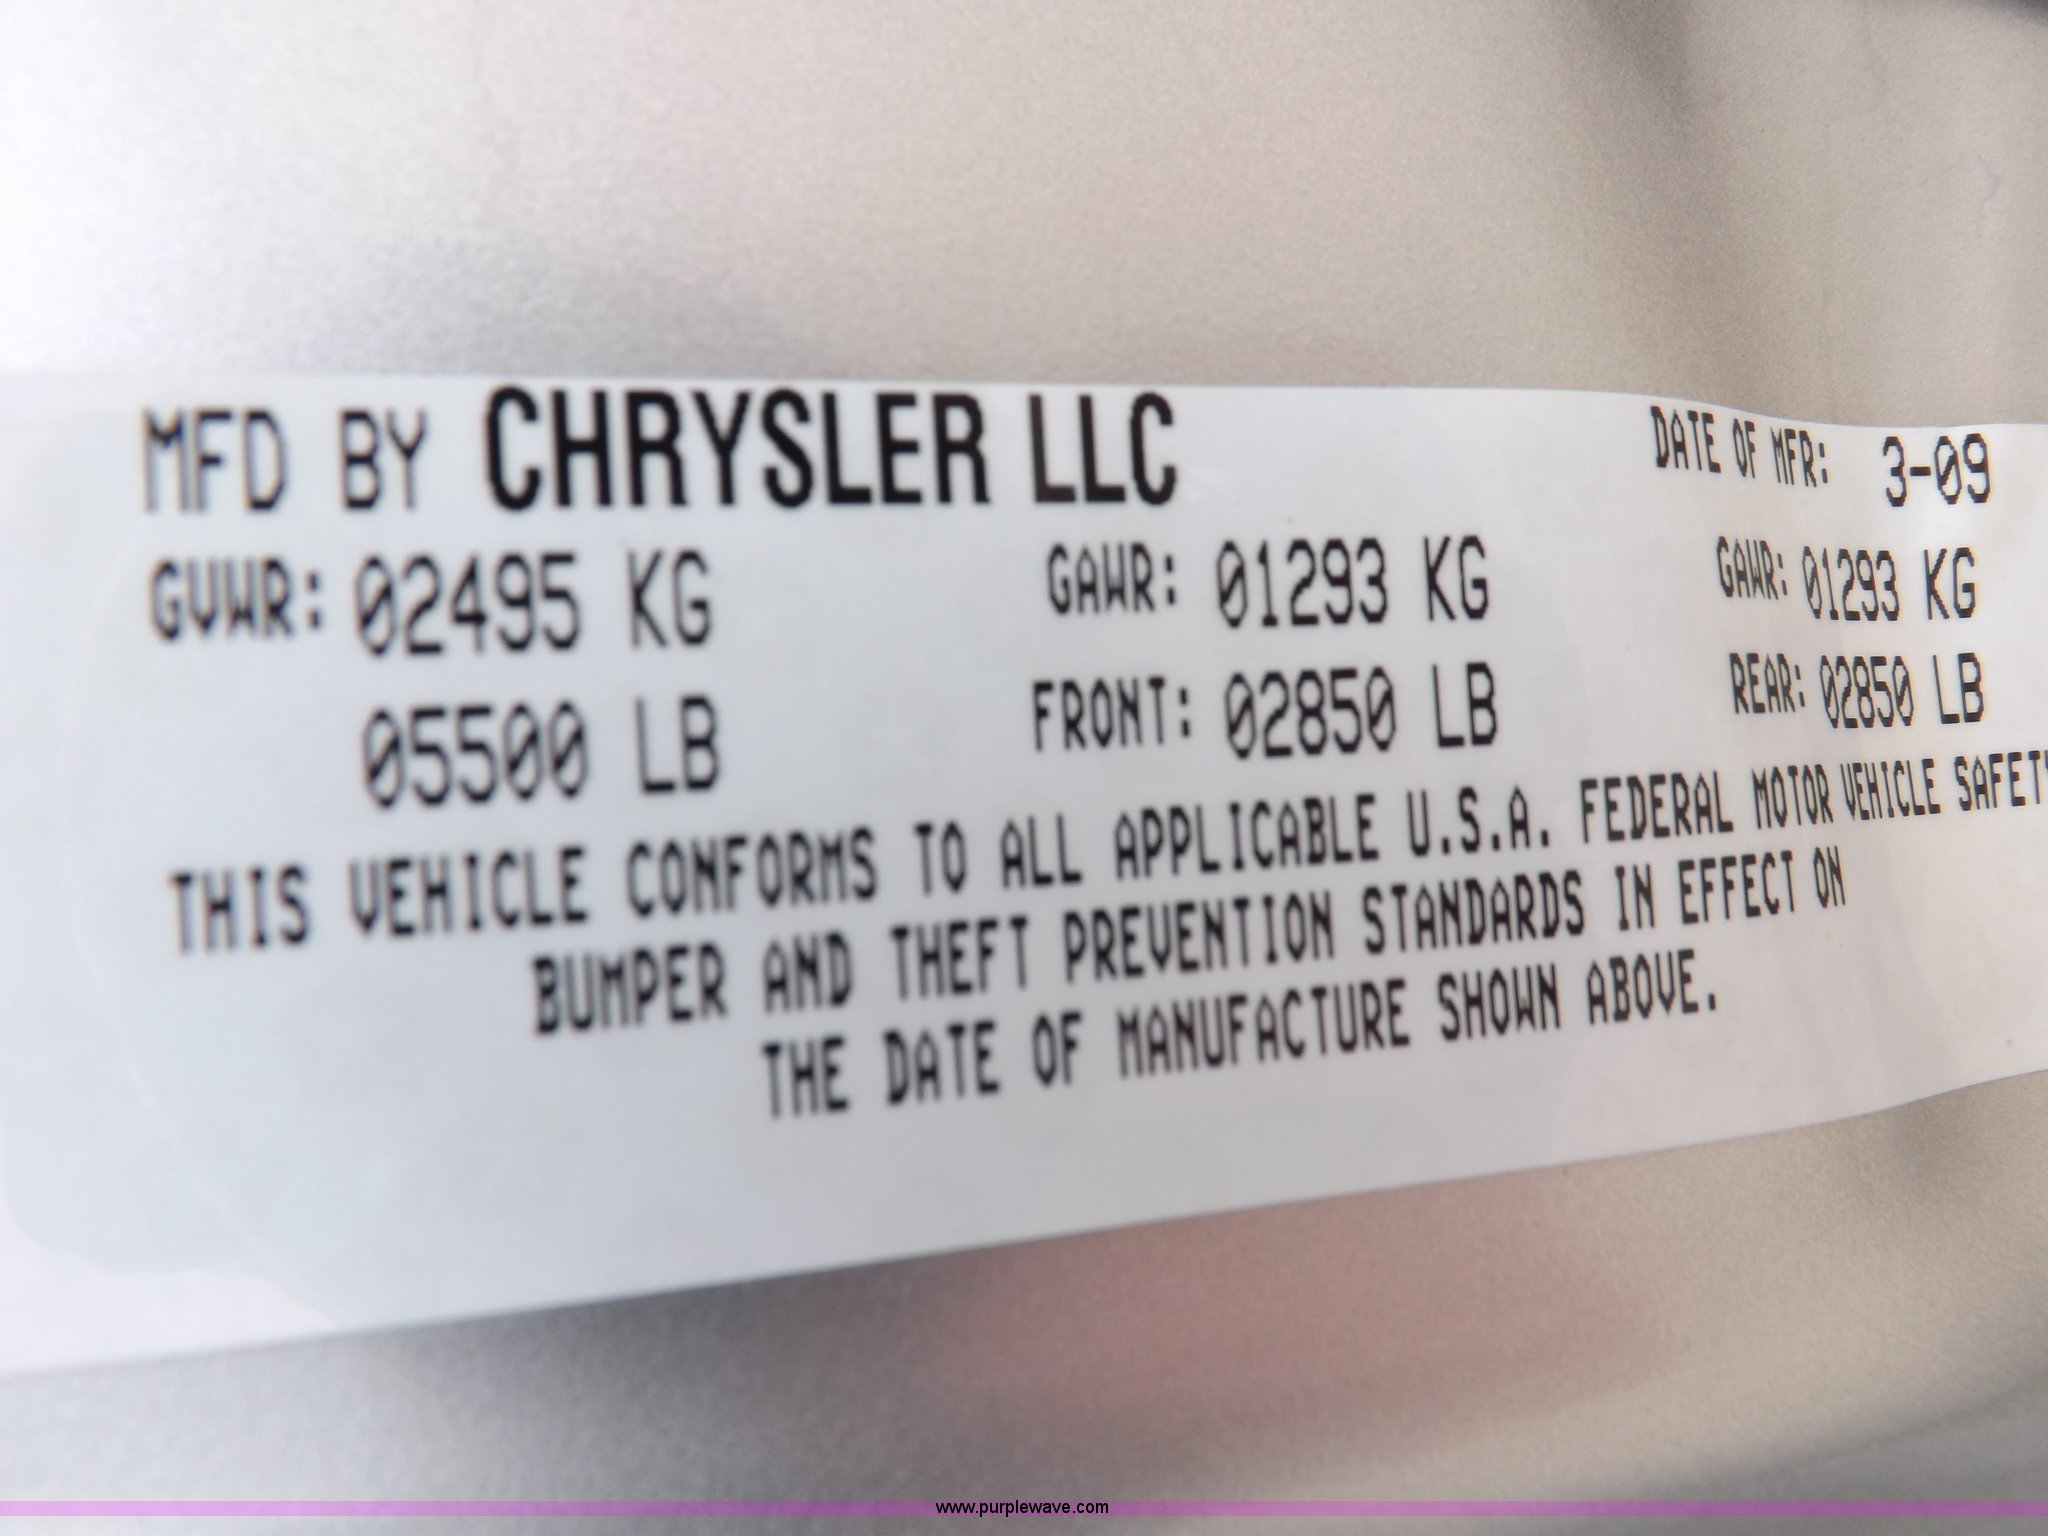 MFD BY CHRYSLER LLC DATE OF MFR: 3-09
GVWR: 02495 KG GAWR: 01293 KG GAWR: 01293 KG
05500 LB FRONT: 02850 LB REAR: 02850 LB
THIS VEHICLE CONFORMS TO ALL APPLICABLE U.S.A. FEDERAL MOTOR VEHICLE SAFETY
BUMPER AND THEFT PREVENTION STANDARDS IN EFFECT ON
THE DATE OF MANUFACTURE SHOWN ABOVE.
www.purplewave.com